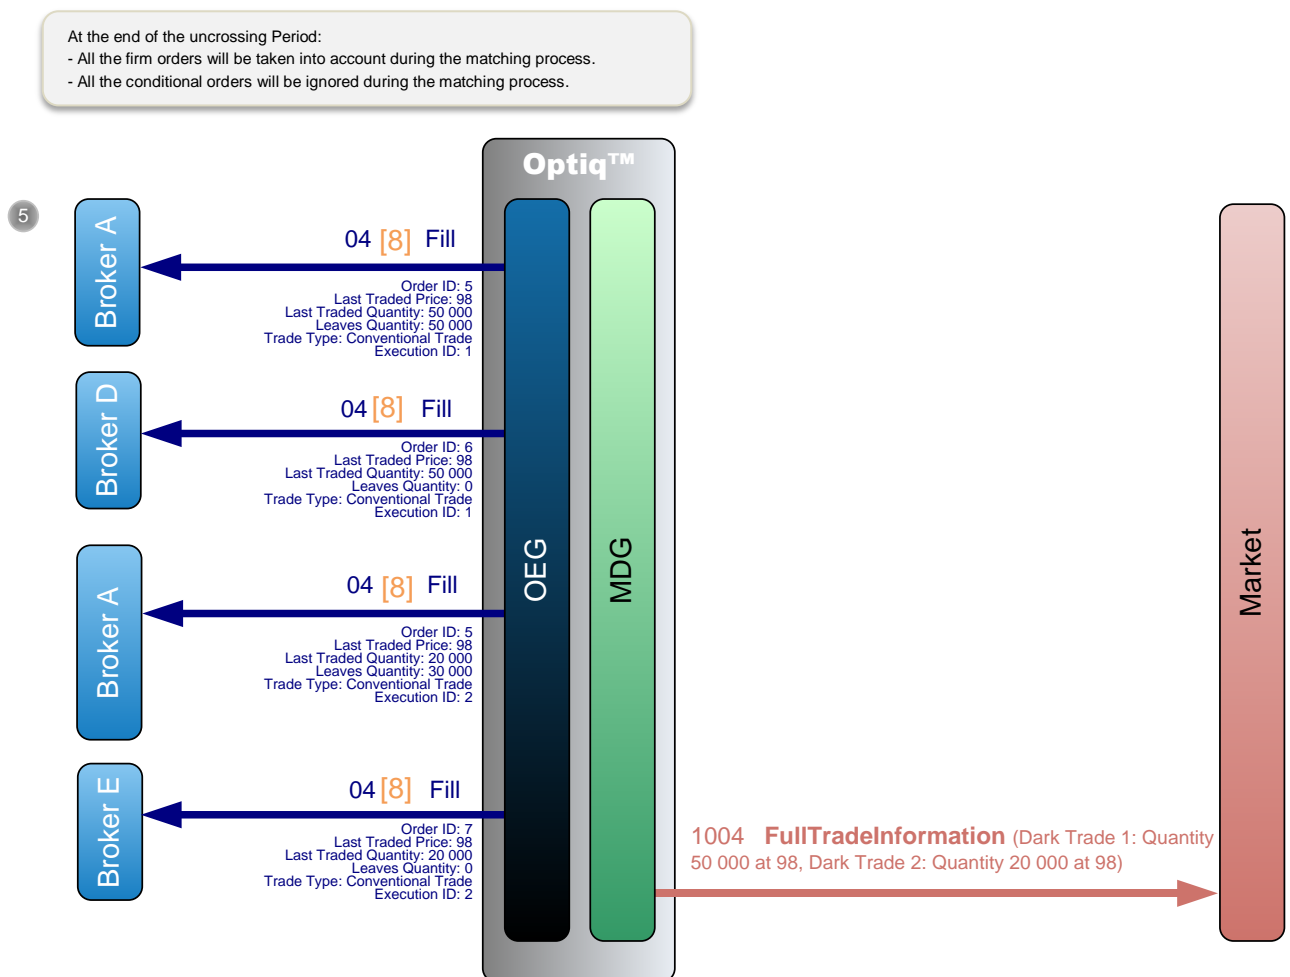 At the end of the uncrossing Period:
- All the firm orders will be taken into account during the matching process.
- All the conditional orders will be ignored during the matching process.
Optiq™
5
Broker A
04 [8] Fill
Order ID: 5
Last Traded Price: 98
Last Traded Quantity: 50 000
Leaves Quantity: 50 000
Trade Type: Conventional Trade
Execution ID: 1
Broker D
04 [8] Fill
Order ID: 6
Last Traded Price: 98
Last Traded Quantity: 50 000
Leaves Quantity: 0
Trade Type: Conventional Trade
Execution ID: 1
Broker A
04 [8] Fill
Order ID: 5
Last Traded Price: 98
Last Traded Quantity: 20 000
Leaves Quantity: 30 000
Trade Type: Conventional Trade
Execution ID: 2
Broker E
04 [8] Fill
Order ID: 7
Last Traded Price: 98
Last Traded Quantity: 20 000
Leaves Quantity: 0
Trade Type: Conventional Trade
Execution ID: 2
OEG
MDG
1004 FullTradeInformation (Dark Trade 1: Quantity
50 000 at 98, Dark Trade 2: Quantity 20 000 at 98)
Market